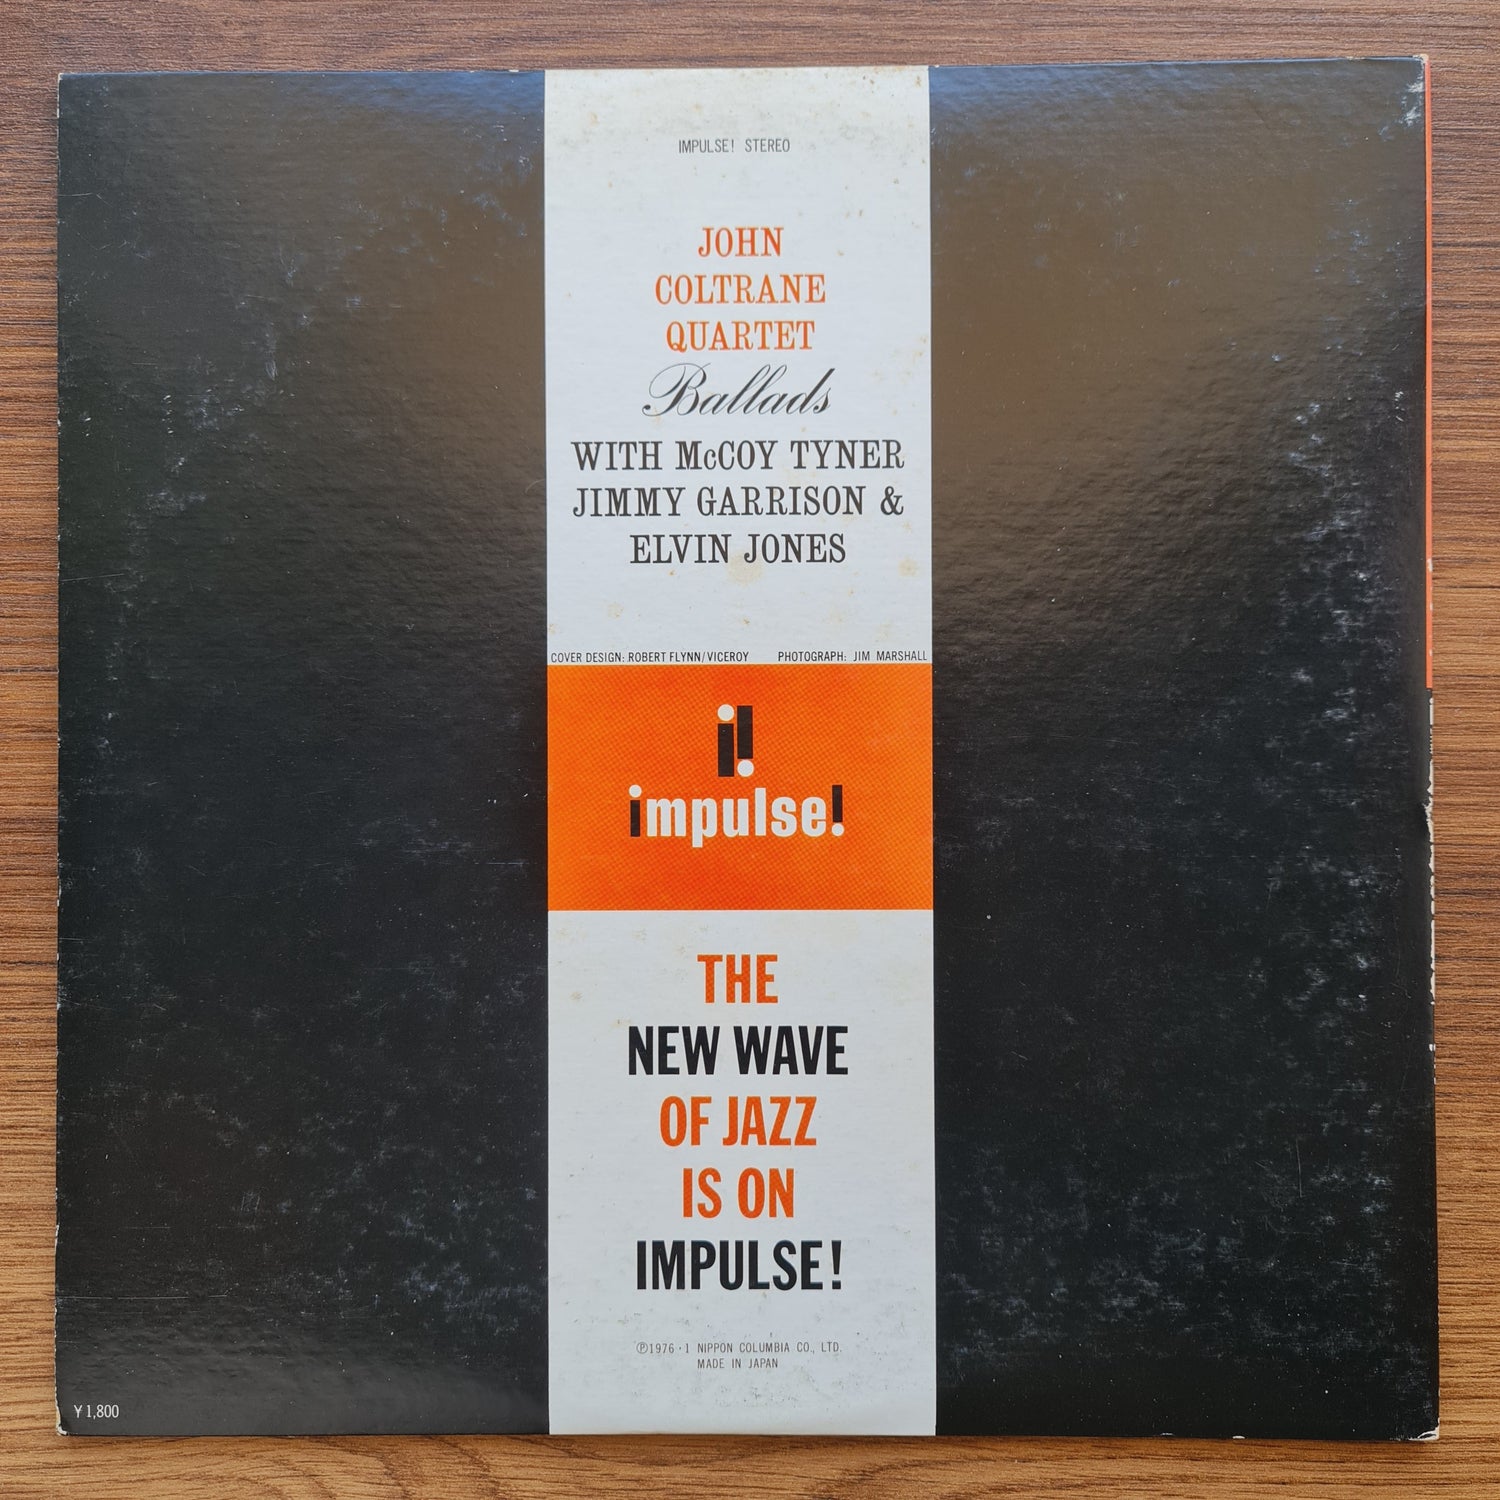 IMPULSE! STEREO
JOHN
COLTRANE
QUARTET
Ballads
WITH McCOY TYNER
JIMMY GARRISON &
ELVIN JONES
COVER DESIGN: ROBERT FLYNN/VICEROY PHOTOGRAPH: JIM MARSHALL
i!
impulse!
THE
NEW WAVE
OF JAZZ
IS ON
IMPULSE!
℗1976・1 NIPPON COLUMBIA CO., LTD.
MADE IN JAPAN
¥1,800